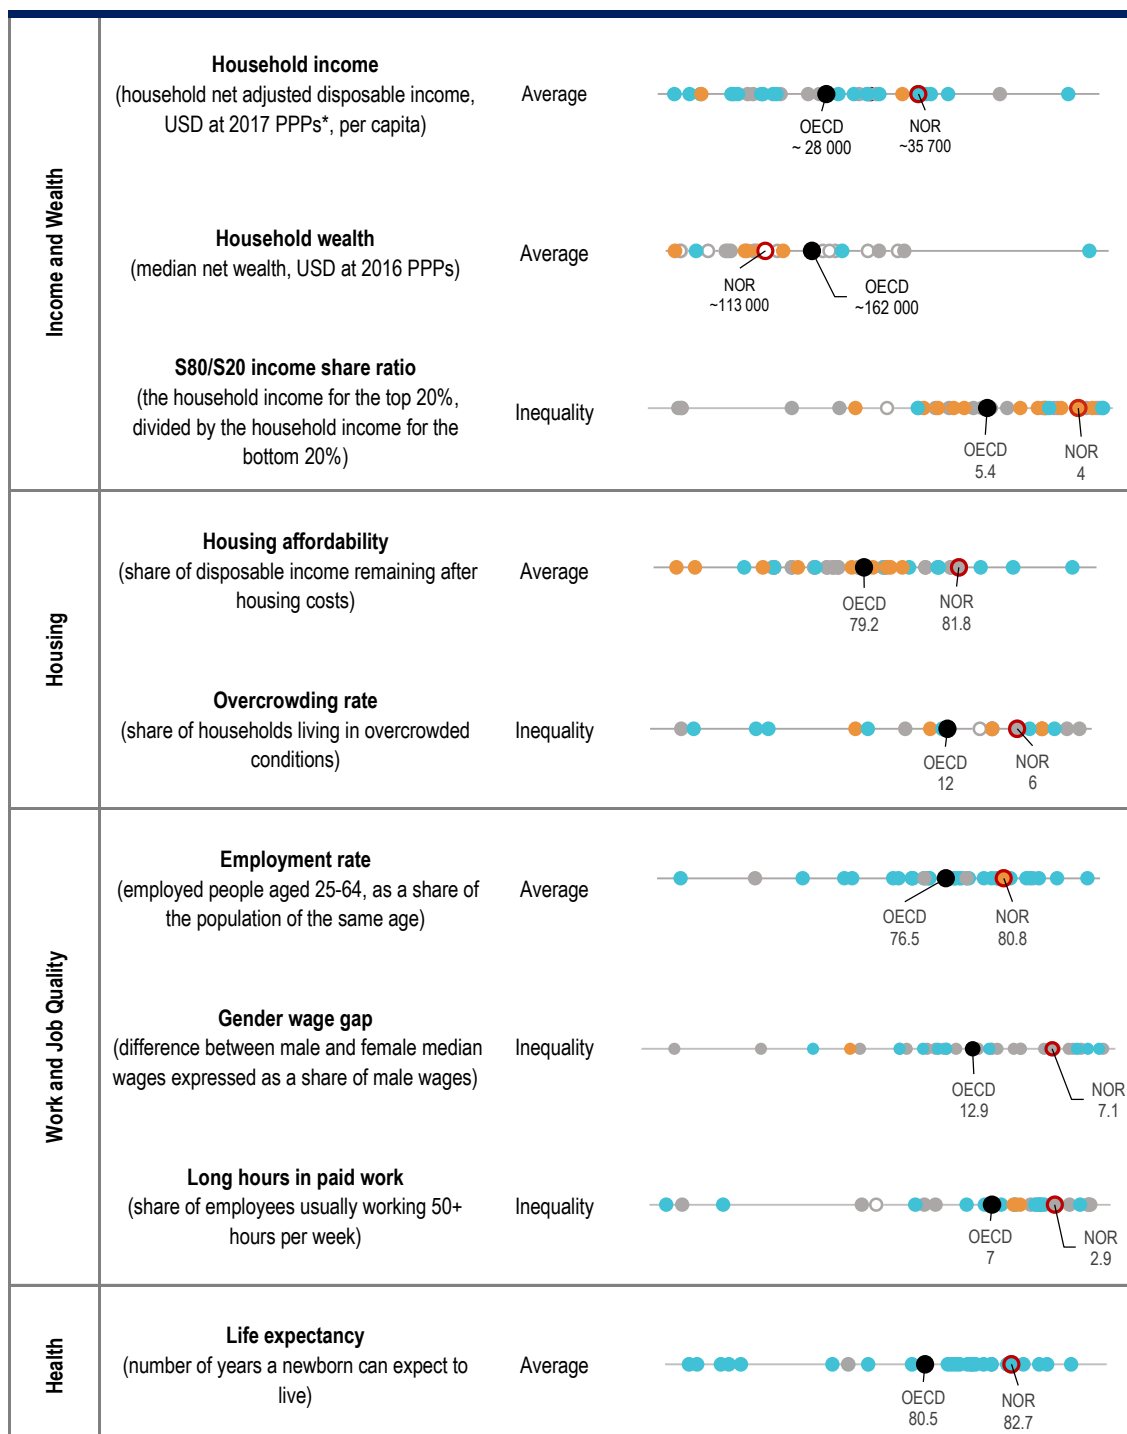 Income and Wealth
Household income
(household net adjusted disposable income,
USD at 2017 PPPs*, per capita)
Average
OECD
~ 28 000
NOR
~35 700
Household wealth
(median net wealth, USD at 2016 PPPs)
Average
NOR
~113 000
OECD
~162 000
S80/S20 income share ratio
(the household income for the top 20%,
divided by the household income for the
bottom 20%)
Inequality
OECD
5.4
NOR
4
Housing
Housing affordability
(share of disposable income remaining after
housing costs)
Average
OECD
79.2
NOR
81.8
Overcrowding rate
(share of households living in overcrowded
conditions)
Inequality
OECD
12
NOR
6
Work and Job Quality
Employment rate
(employed people aged 25-64, as a share of
the population of the same age)
Average
OECD
76.5
NOR
80.8
Gender wage gap
(difference between male and female median
wages expressed as a share of male wages)
Inequality
OECD
12.9
NOR
7.1
Long hours in paid work
(share of employees usually working 50+
hours per week)
Inequality
OECD
7
NOR
2.9
Health
Life expectancy
(number of years a newborn can expect to
live)
Average
OECD
80.5
NOR
82.7